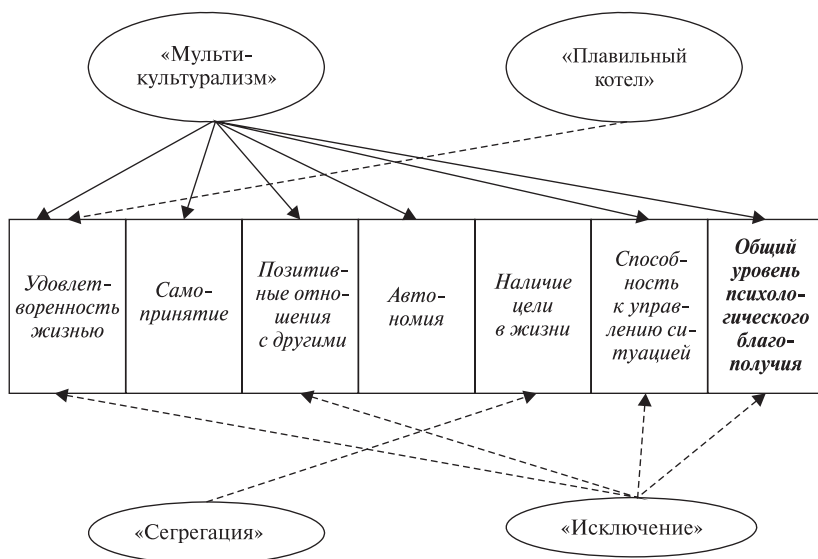 «Мульти-
культурализм»
«Плавильный
котел»
Удовлет-
воренность
жизнью
Само-
принятие
Позитив-
ные отно-
шения
с другими
Авто-
номия
Наличие
цели
в жизни
Способ-
ность
к управ-
лению си-
туацией
Общий
уровень
психоло-
гического
благо-
получия
«Сегрегация»
«Исключение»